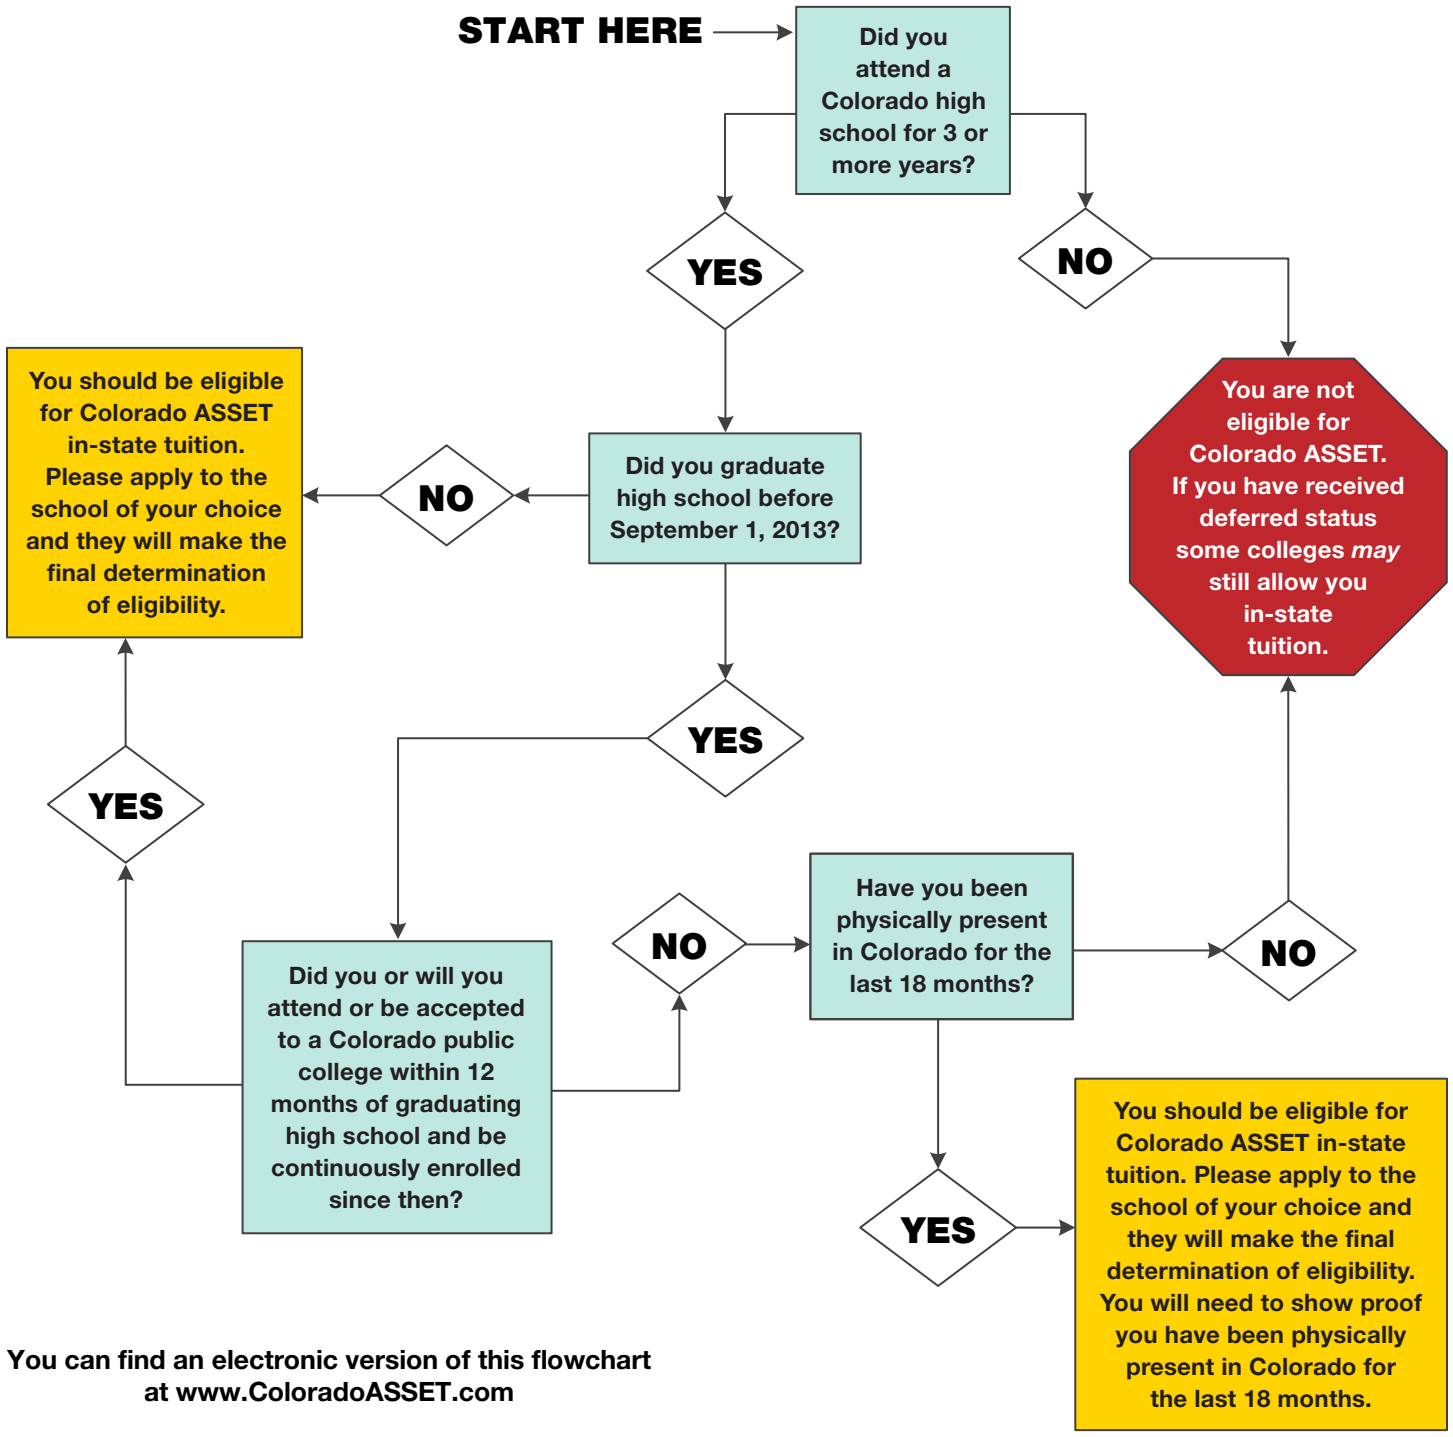 START HERE
Did you
attend a
Colorado high
school for 3 or
more years?
YES
NO
You should be eligible
for Colorado ASSET
in-state tuition.
Please apply to the
school of your choice
and they will make the
final determination
of eligibility.
NO
Did you graduate
high school before
September 1, 2013?
You are not
eligible for
Colorado ASSET.
If you have received
deferred status
some colleges may
still allow you
in-state
tuition.
YES
YES
Did you or will you
attend or be accepted
to a Colorado public
college within 12
months of graduating
high school and be
continuously enrolled
since then?
NO
Have you been
physically present
in Colorado for the
last 18 months?
NO
YES
You should be eligible for
Colorado ASSET in-state
tuition. Please apply to the
school of your choice and
they will make the final
determination of eligibility.
You will need to show proof
you have been physically
present in Colorado for
the last 18 months.
You can find an electronic version of this flowchart
at www.ColoradoASSET.com